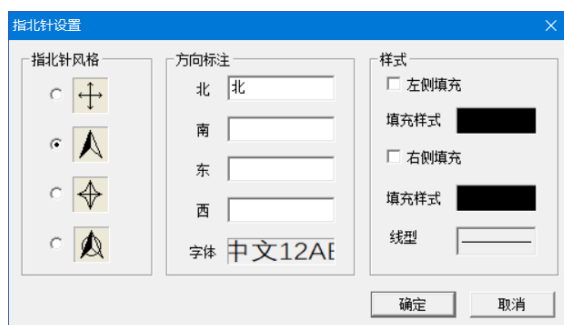 指北针设置
指北针风格
方向标注
北 北
南
东
西
字体 中文12AE
样式
左侧填充
填充样式
右侧填充
填充样式
线型
确定 取消